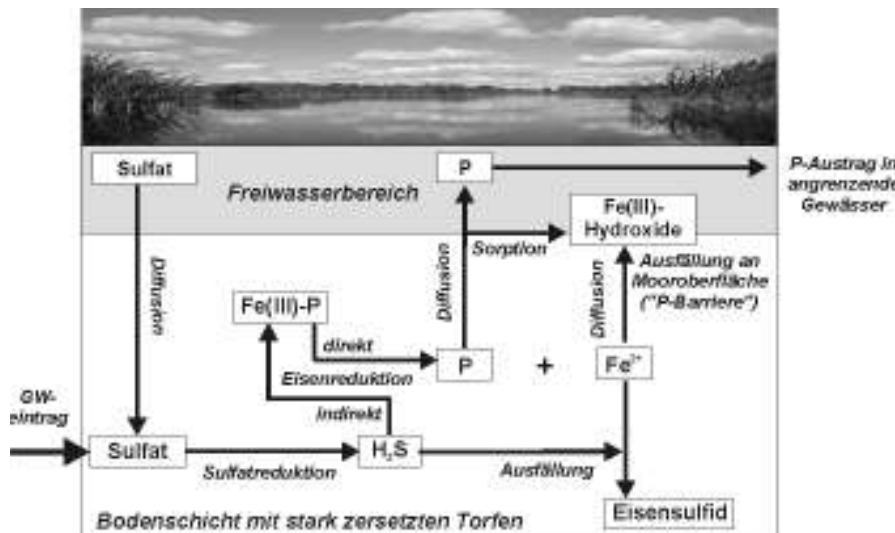 Sulfat
P
P-Austrag in
angrenzende
Gewässer
Freiwasserbereich
Fe(III)-
Hydroxide
Sorption
Diffusion
Diffusion
Diffusion
Ausfällung an
Mooroberfläche
("P-Barriere")
Fe(III)-P
direkt
P
+
Fe²⁺
Eisenreduktion
indirekt
GW-
eintrag
Sulfat
Sulfatreduktion
H₂S
Ausfällung
Eisensulfid
Bodenschicht mit stark zersetzten Torfen